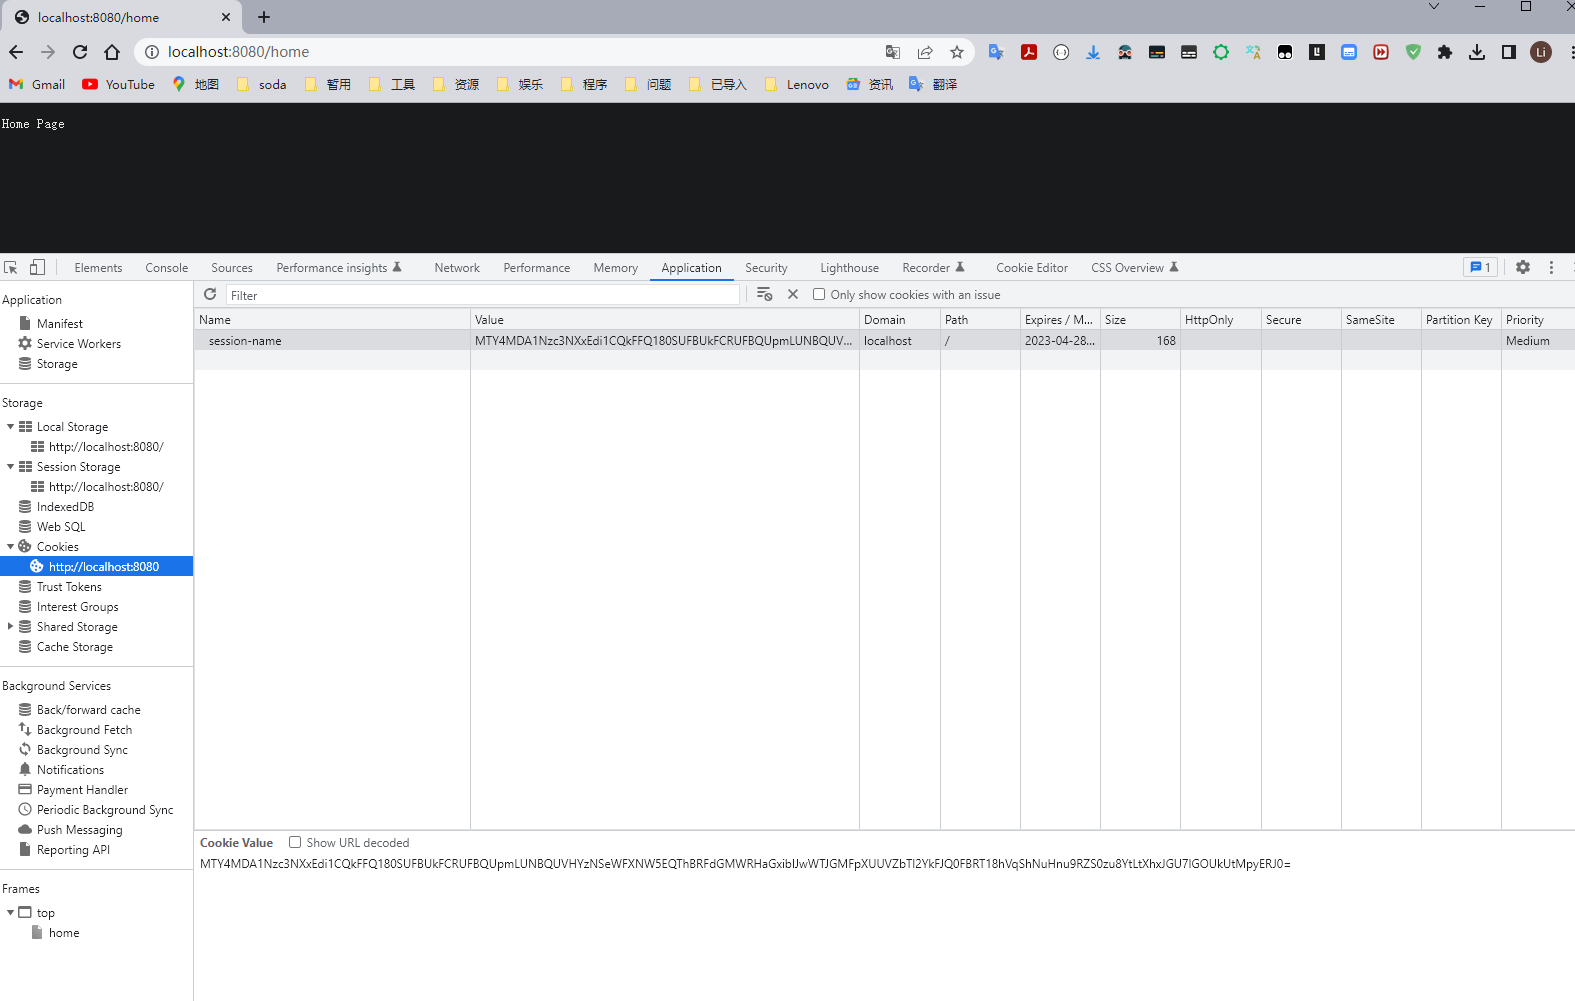 localhost:8080/home
localhost:8080/home
Li
Gmail YouTube 地图 soda 暂用 工具 资源 娱乐 程序 问题 已导入 Lenovo 资讯 翻译
Home Page
Elements Console Sources Performance insights Network Performance Memory Application Security Lighthouse Recorder Cookie Editor CSS Overview 1
Application
Manifest
Service Workers
Storage
Storage
Local Storage
http://localhost:8080/
Session Storage
http://localhost:8080/
IndexedDB
Web SQL
Cookies
http://localhost:8080
Trust Tokens
Interest Groups
Shared Storage
Cache Storage
Background Services
Back/forward cache
Background Fetch
Background Sync
Notifications
Payment Handler
Periodic Background Sync
Push Messaging
Reporting API
Frames
top
home
Filter Only show cookies with an issue
Name Value Domain Path Expires / M... Size HttpOnly Secure SameSite Partition Key Priority
session-name MTY4MDA1Nzc3NXxEdi1CQkFFQ180SUFBUkFCRUFBQUpmLUNBQUV... localhost / 2023-04-28... 168 Medium
Cookie Value Show URL decoded